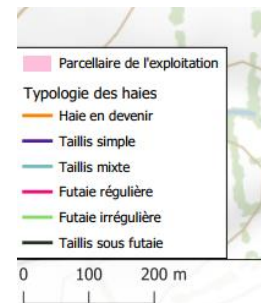 Parcellaire de l'exploitation
Typologie des haies
Haie en devenir
Taillis simple
Taillis mixte
Futaie régulière
Futaie irrégulière
Taillis sous futaie
0 100 200 m